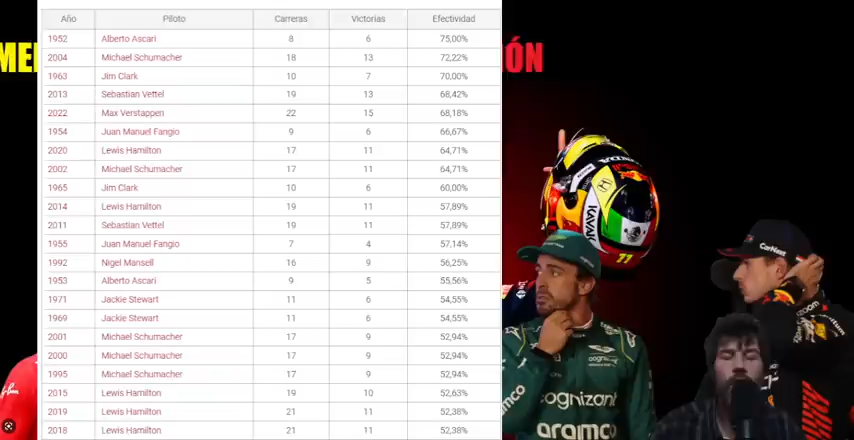 Año Piloto Carreras Victorias Efectividad
1952 Alberto Ascari 8 6 75,00%
2004 Michael Schumacher 18 13 72,22%
1963 Jim Clark 10 7 70,00%
2013 Sebastian Vettel 19 13 68,42%
2022 Max Verstappen 22 15 68,18%
1954 Juan Manuel Fangio 9 6 66,67%
2020 Lewis Hamilton 17 11 64,71%
2002 Michael Schumacher 17 11 64,71%
1965 Jim Clark 10 6 60,00%
2014 Lewis Hamilton 19 11 57,89%
2011 Sebastian Vettel 19 11 57,89%
1955 Juan Manuel Fangio 7 4 57,14%
1992 Nigel Mansell 16 9 56,25%
1953 Alberto Ascari 9 5 55,56%
1971 Jackie Stewart 11 6 54,55%
1969 Jackie Stewart 11 6 54,55%
2001 Michael Schumacher 17 9 52,94%
2000 Michael Schumacher 17 9 52,94%
1995 Michael Schumacher 17 9 52,94%
2015 Lewis Hamilton 19 10 52,63%
2019 Lewis Hamilton 21 11 52,38%
2018 Lewis Hamilton 21 11 52,38%
MEN
IÓN
HONDA
KAVAK
11
CarNext
cognizant
cognizant
aramco